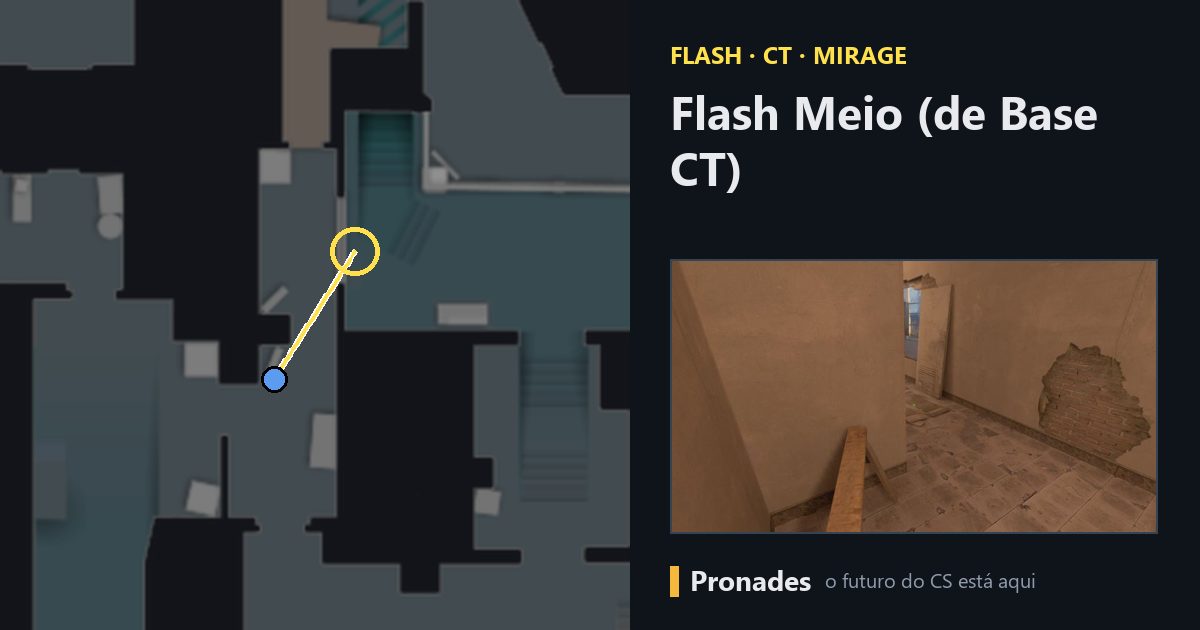 FLASH · CT · MIRAGE
Flash Meio (de Base
CT)
Pronades o futuro do CS está aqui